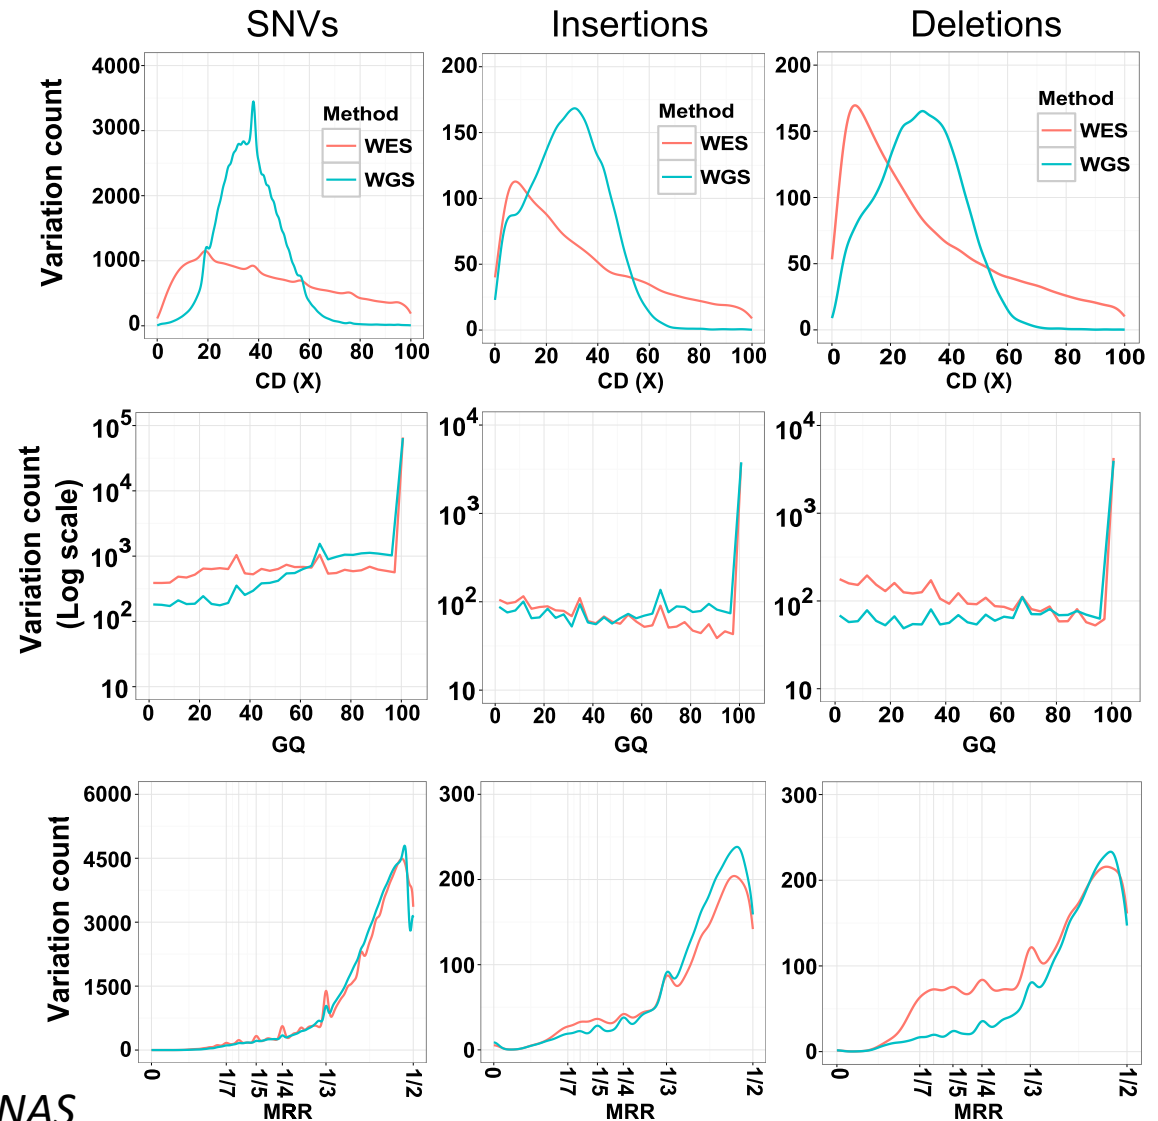 SNVs Insertions Deletions
Variation count
4000
3000
2000
1000
0
Method
WES
WGS
0 20 40 60 80 100
CD (X)
200
150
100
50
0
Method
WES
WGS
0 20 40 60 80 100
CD (X)
200
150
100
50
0
Method
WES
WGS
0 20 40 60 80 100
CD (X)
Variation count
(Log scale)
10^5
10^4
10^3
10^2
10
0 20 40 60 80 100
GQ
10^4
10^3
10^2
10
0 20 40 60 80 100
GQ
10^4
10^3
10^2
10
0 20 40 60 80 100
GQ
Variation count
6000
4500
3000
1500
0
0 1/7 1/5 1/4 1/3 1/2
MRR
300
200
100
0
0 1/7 1/5 1/4 1/3 1/2
MRR
300
200
100
0
0 1/7 1/5 1/4 1/3 1/2
MRR
NAS